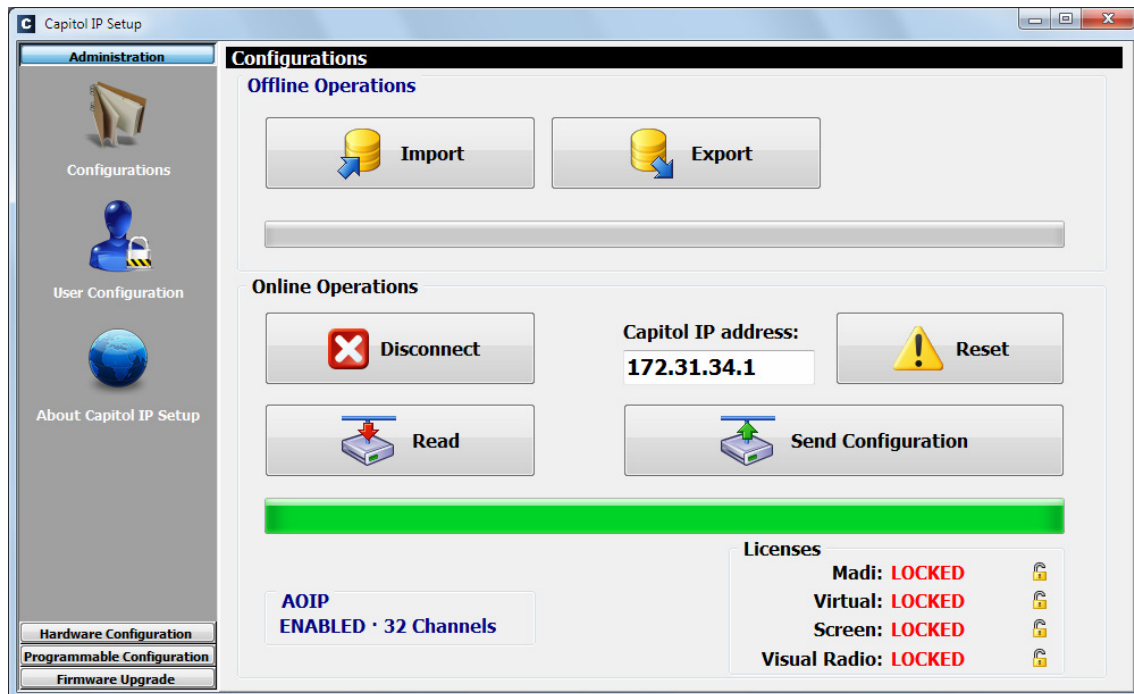 Capitol IP Setup
Administration
Configurations
User Configuration
About Capitol IP Setup
Hardware Configuration
Programmable Configuration
Firmware Upgrade
Configurations
Offline Operations
Import
Export
Online Operations
Disconnect
Capitol IP address:
172.31.34.1
Reset
Read
Send Configuration
AOIP
ENABLED · 32 Channels
Licenses
Madi: LOCKED
Virtual: LOCKED
Screen: LOCKED
Visual Radio: LOCKED